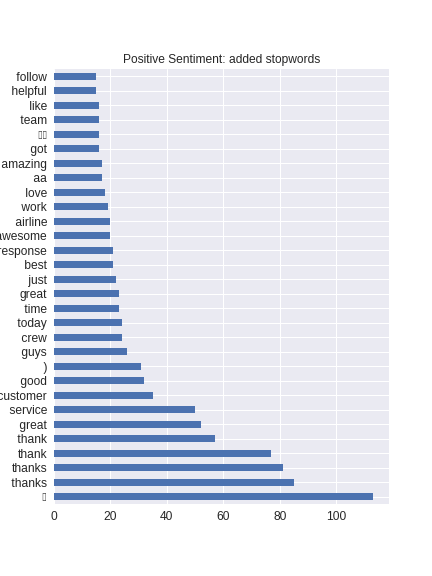 Positive Sentiment: added stopwords
follow
helpful
like
team
got
amazing
aa
love
work
airline
awesome
response
best
just
great
time
today
crew
guys
)
good
customer
service
great
thank
thank
thanks
thanks
0 20 40 60 80 100